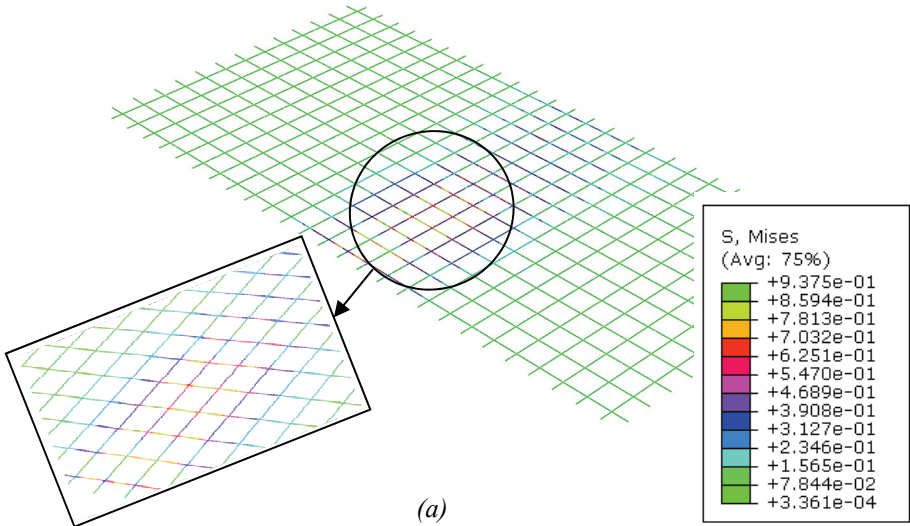 S, Mises
(Avg: 75%)
+9.375e-01
+8.594e-01
+7.813e-01
+7.032e-01
+6.251e-01
+5.470e-01
+4.689e-01
+3.908e-01
+3.127e-01
+2.346e-01
+1.565e-01
+7.844e-02
+3.361e-04
(a)